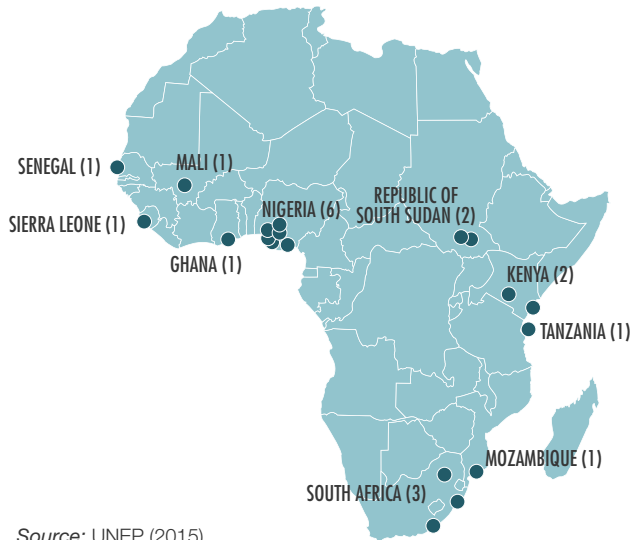 SENEGAL (1)
MALI (1)
SIERRA LEONE (1)
NIGERIA (6)
GHANA (1)
REPUBLIC OF
SOUTH SUDAN (2)
KENYA (2)
TANZANIA (1)
MOZAMBIQUE (1)
SOUTH AFRICA (3)
Source: UNEP (2015)